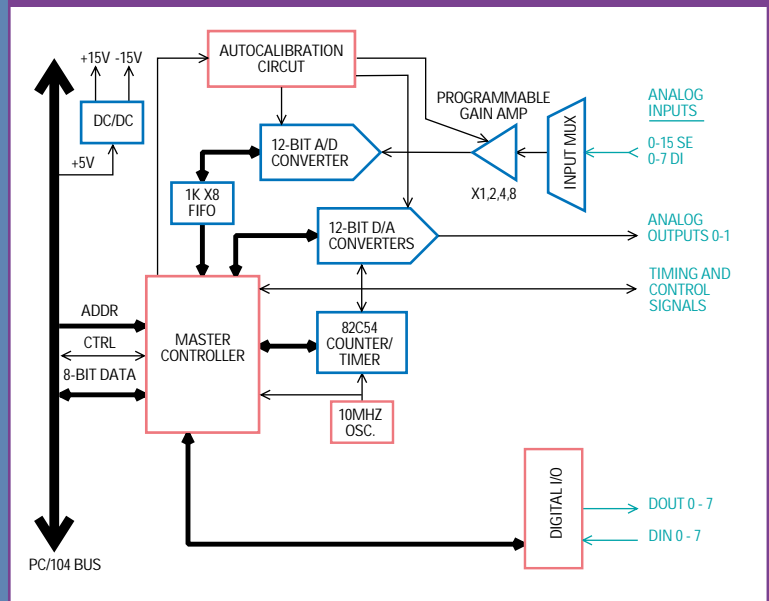 +15V -15V
DC/DC
+5V
AUTOCALIBRATION
CIRCUT
PROGRAMMABLE
GAIN AMP
X1,2,4,8
INPUT MUX
ANALOG
INPUTS
0-15 SE
0-7 DI
12-BIT A/D
CONVERTER
1K X8
FIFO
12-BIT D/A
CONVERTERS
ANALOG
OUTPUTS 0-1
TIMING AND
CONTROL
SIGNALS
ADDR
CTRL
8-BIT DATA
MASTER
CONTROLLER
82C54
COUNTER/
TIMER
10MHZ
OSC.
DIGITAL I/O
DOUT 0 - 7
DIN 0 - 7
PC/104 BUS